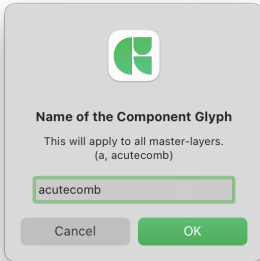 Name of the Component Glyph
This will apply to all master-layers.
(a, acutecomb)
acutecomb
Cancel
OK